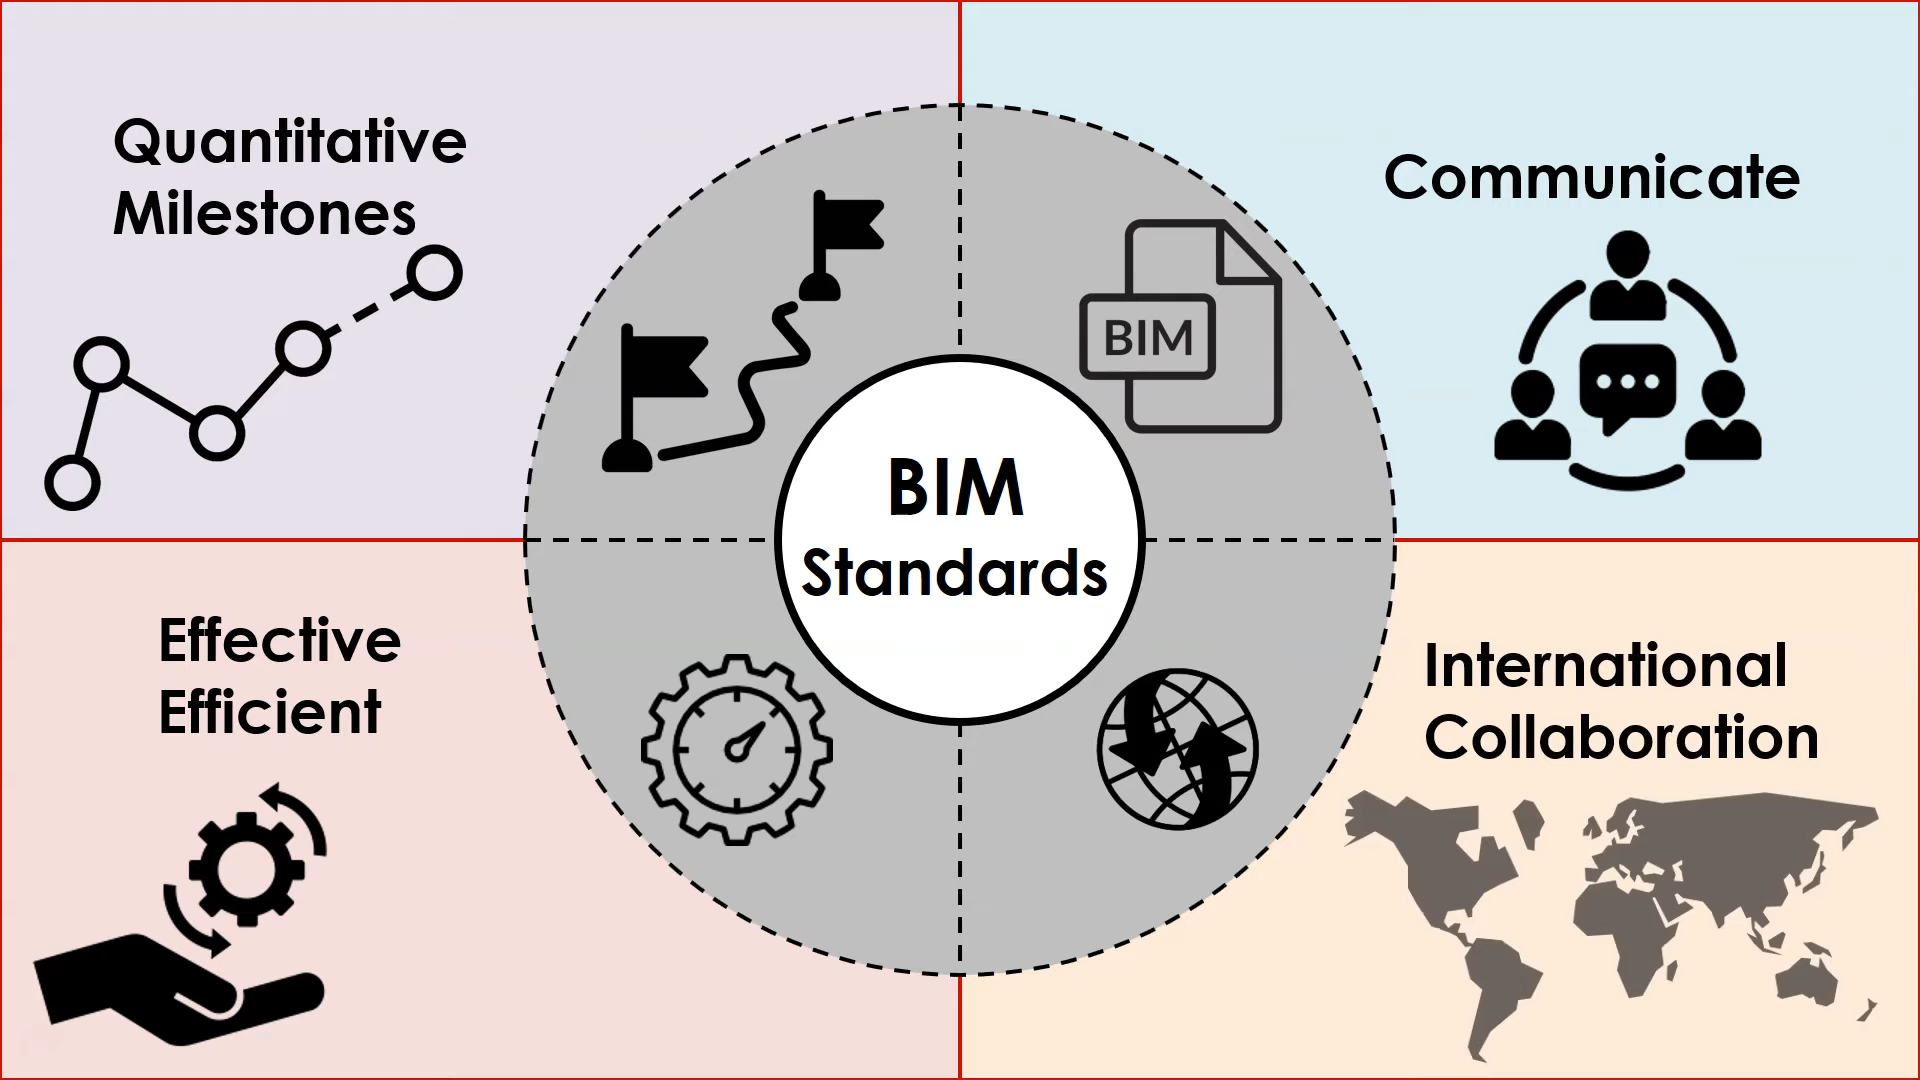 Quantitative
Milestones
Communicate
BIM
BIM
Standards
Effective
Efficient
International
Collaboration